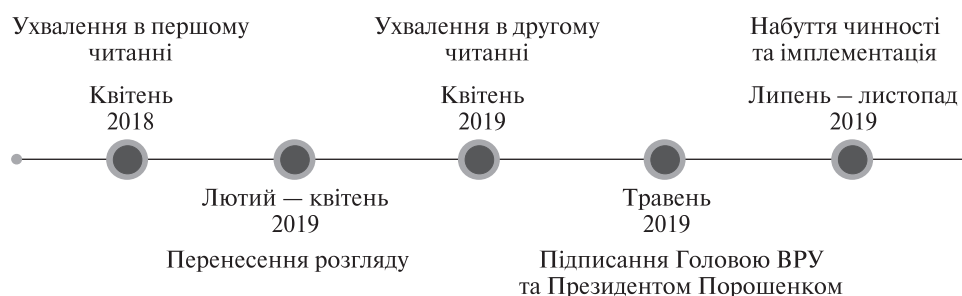 Ухвалення в першому
читанні
Квітень
2018
Лютий — квітень
2019
Перенесення розгляду
Ухвалення в другому
читанні
Квітень
2019
Травень
2019
Підписання Головою ВРУ
та Президентом Порошенком
Набуття чинності
та імплементація
Липень – листопад
2019